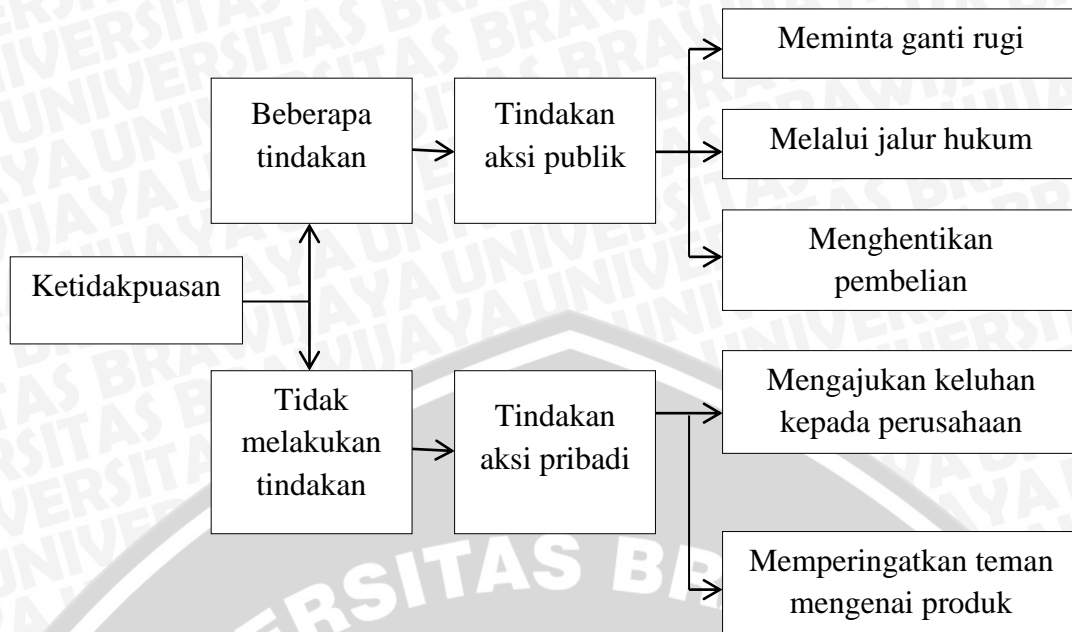 Meminta ganti rugi
Beberapa
tindakan
Tindakan
aksi publik
Melalui jalur hukum
Menghentikan
pembelian
Ketidakpuasan
Tidak
melakukan
tindakan
Tindakan
aksi pribadi
Mengajukan keluhan
kepada perusahaan
Memperingatkan teman
mengenai produk